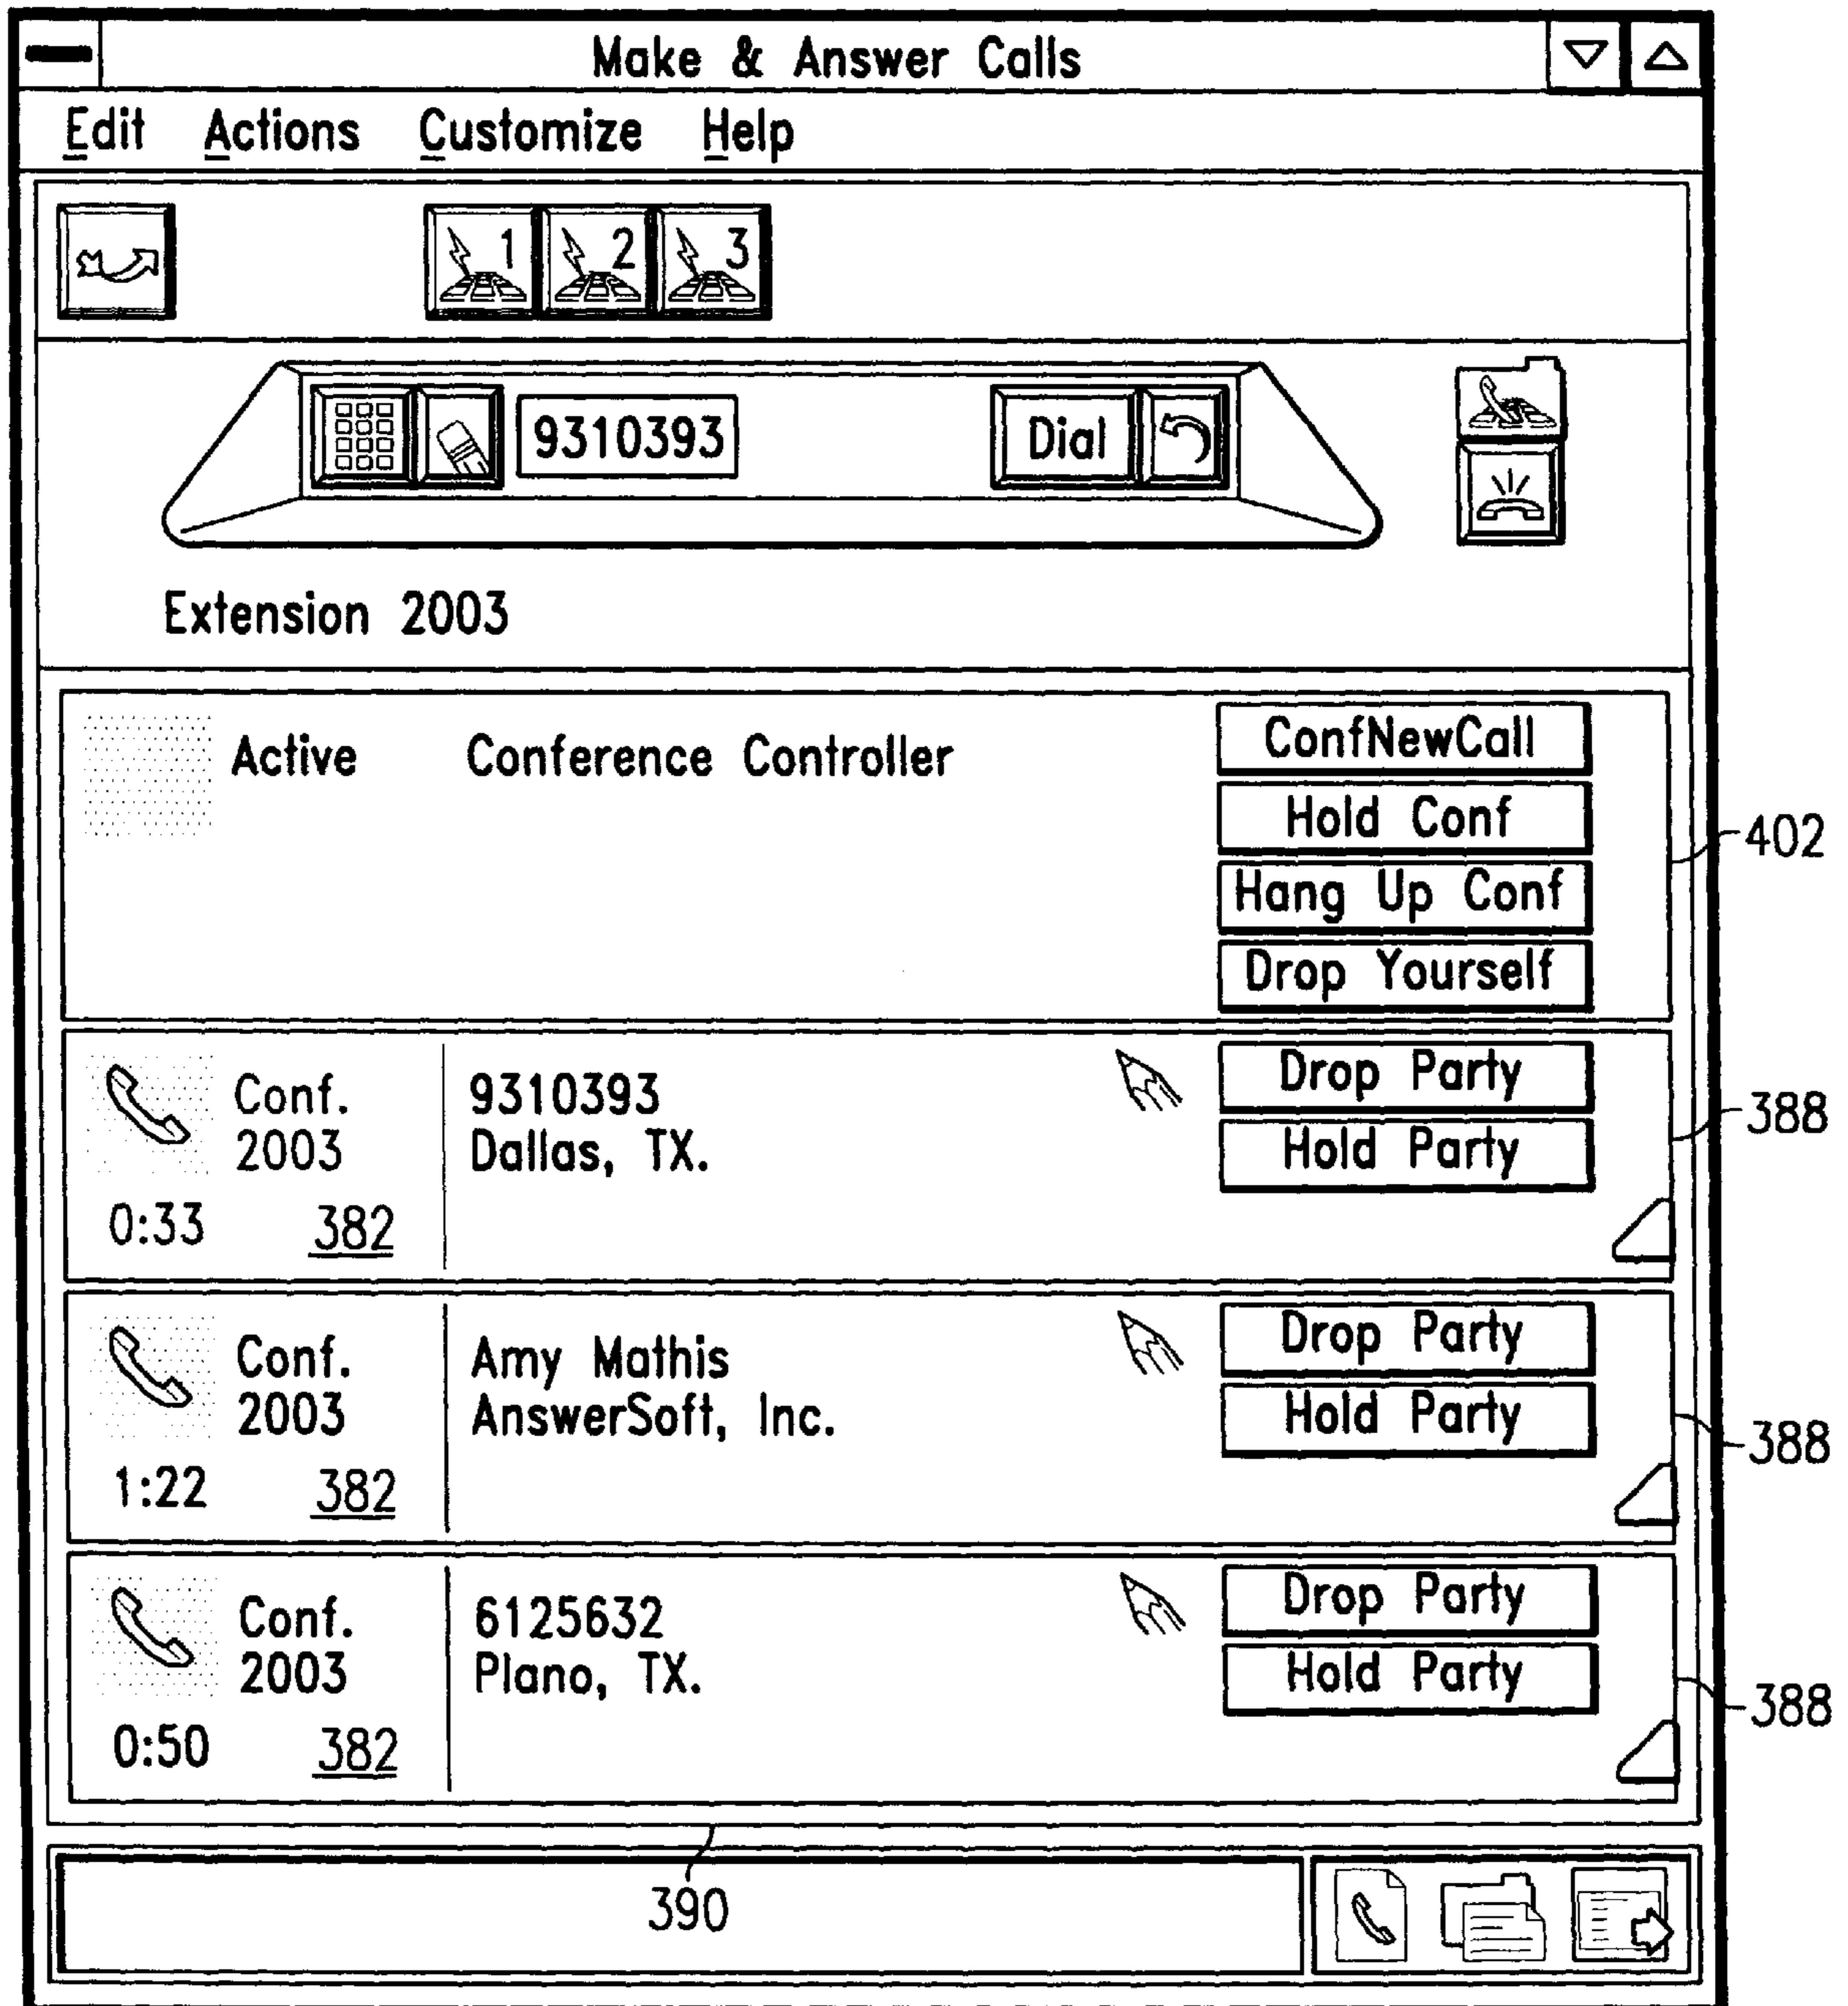 Make & Answer Calls
Edit Actions Customize Help
1 2 3
9310393 Dial
Extension 2003
Active Conference Controller
ConfNewCall
Hold Conf
Hang Up Conf
Drop Yourself
402
Conf. 9310393 Drop Party
2003 Dallas, TX. Hold Party
388
0:33 382
Conf. Amy Mathis Drop Party
2003 AnswerSoft, Inc. Hold Party
388
1:22 382
Conf. 6125632 Drop Party
2003 Plano, TX. Hold Party
388
0:50 382
390